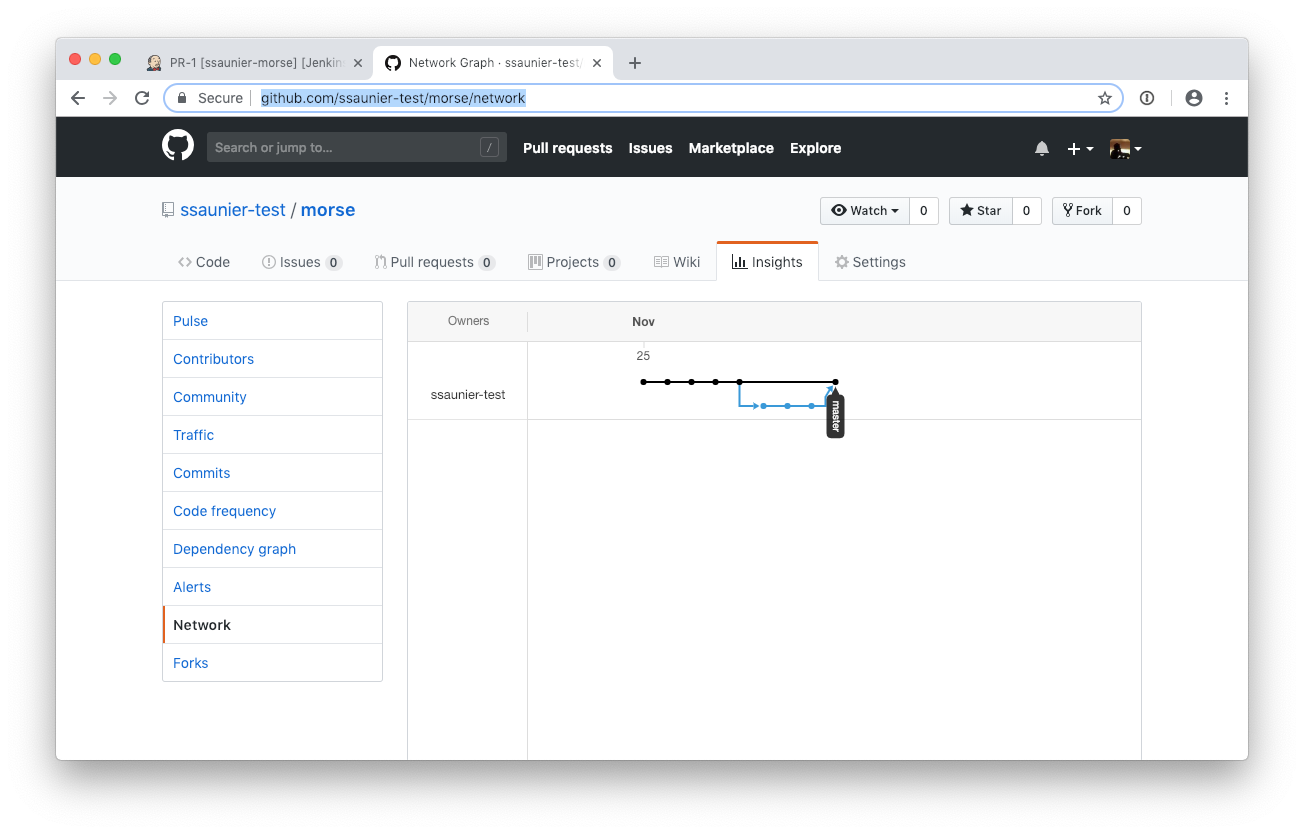 PR-1 [ssaunier-morse] [Jenkin
Network Graph · ssaunier-test/
Secure github.com/ssaunier-test/morse/network
Search or jump to… / Pull requests Issues Marketplace Explore
ssaunier-test / morse
Watch 0 Star 0 Fork 0
Code Issues 0 Pull requests 0 Projects 0 Wiki Insights Settings
Pulse
Contributors
Community
Traffic
Commits
Code frequency
Dependency graph
Alerts
Network
Forks
Owners Nov
25
ssaunier-test
master